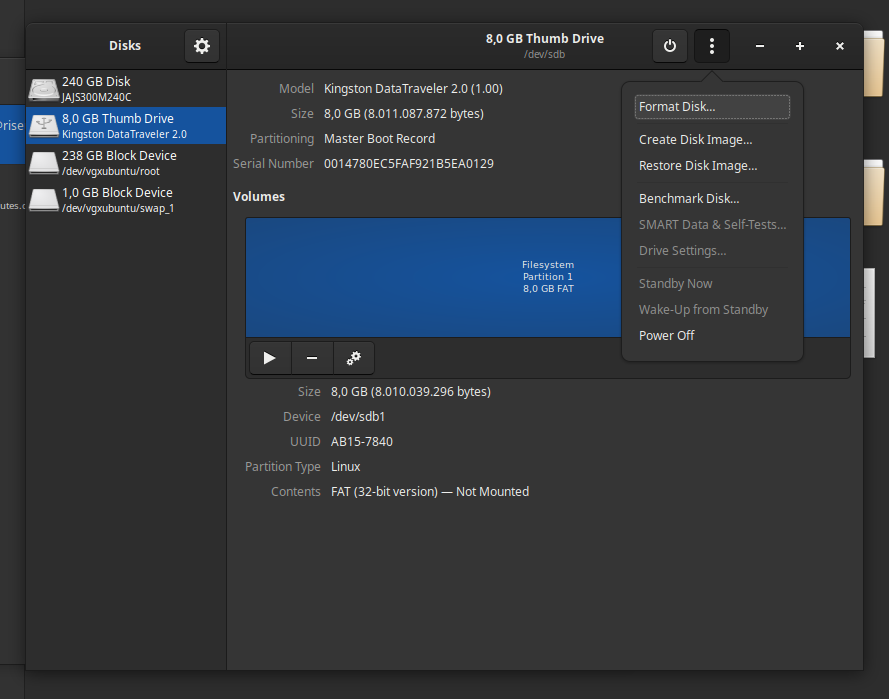 Disks
8,0 GB Thumb Drive
/dev/sdb
240 GB Disk
JAJS300M240C
8,0 GB Thumb Drive
Kingston DataTraveler 2.0
238 GB Block Device
/dev/vgxubuntu/root
1,0 GB Block Device
/dev/vgxubuntu/swap_1
Model Kingston DataTraveler 2.0 (1.00)
Size 8,0 GB (8.011.087.872 bytes)
Partitioning Master Boot Record
Serial Number 0014780EC5FAF921B5EA0129
Volumes
Filesystem
Partition 1
8,0 GB FAT
Size 8,0 GB (8.010.039.296 bytes)
Device /dev/sdb1
UUID AB15-7840
Partition Type Linux
Contents FAT (32-bit version) — Not Mounted
Format Disk...
Create Disk Image...
Restore Disk Image...
Benchmark Disk...
SMART Data & Self-Tests...
Drive Settings...
Standby Now
Wake-Up from Standby
Power Off